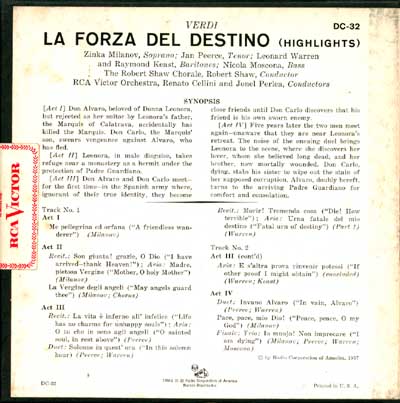 VERDI
DC-32
LA FORZA DEL DESTINO (HIGHLIGHTS)
Zinka Milanov, Soprano; Jan Peerce, Tenor; Leonard Warren
and Raymond Keast, Baritones; Nicola Moscona, Bass
The Robert Shaw Chorale, Robert Shaw, Conductor
RCA Victor Orchestra, Renato Cellini and Jonel Perlea, Conductors
SYNOPSIS
[Act I] Don Alvaro, beloved of Donna Leonora,
but rejected as her suitor by Leonora's father,
the Marquis of Calatrava, accidentally has
killed the Marquis. Don Carlo, the Marquis'
son, swears vengeance against Alvaro, who
has fled.
[Act II] Leonora, in male disguise, takes
refuge near a monastery as a hermit under the
protection of Padre Guardiano.
[Act III] Don Alvaro and Don Carlo meet—
for the first time—in the Spanish army where,
ignorant of their true identity, they become
close friends until Don Carlo discovers that his
friend is his own sworn enemy.
[Act IV] Five years later the two men meet
again—unaware that they are near Leonora's
retreat. The noise of the ensuing duel brings
Leonora to the scene, where she discovers her
lover, whom she believed long dead, and her
brother, now mortally wounded. Don Carlo,
dying, stabs his sister to wipe out the stain of
her supposed corruption. Alvaro, doubly bereft,
turns to the arriving Padre Guardiano for
comfort and consolation.
RCA VICTOR
Track No. 1
Act I
Me pellegrina ed orfana ("A friendless wan-
derer") (Milanov)
Act II
Recit.: Son giunta! grazie, O Dio ("I have
arrived—thank Heaven!"); Aria: Madre,
pietosa Vergine ("Mother, O holy Mother")
(Milanov)
La Vergine degli angeli ("May angels guard
thee") (Milanov; Chorus)
Act III
Recit.: La vita è inferno all' infelice ("Life
has no charms for unhappy souls"); Aria:
O tu che in seno agli angeli ("O sainted
soul, in rest above") (Peerce)
Duet: Solenne in quest' ora ("In this solemn
hour) (Peerce; Warren)
Recit.: Morir! Tremenda cosa ("Die! How
terrible"); Aria: Urna fatale del mio
destino ("Fatal urn of destiny") (Part 1)
(Warren)
Track No. 2
Act III (cont'd)
Aria: E s'altra prova rinvenir potessi ("If
other proof I might obtain") (concluded)
(Warren; Keast)
Act IV
Duet: Invano Alvaro ("In vain, Alvaro")
(Peerce; Warren)
Pace, pace, mio Dio! ("Peace, peace, O my
God") (Milanov)
Finale: Trio: Io muojo! Non imprecare ("I
am dying") (Milanov; Peerce; Warren;
Moscona)
© by Radio Corporation of America, 1957
DC-32
Printed in U. S. A.